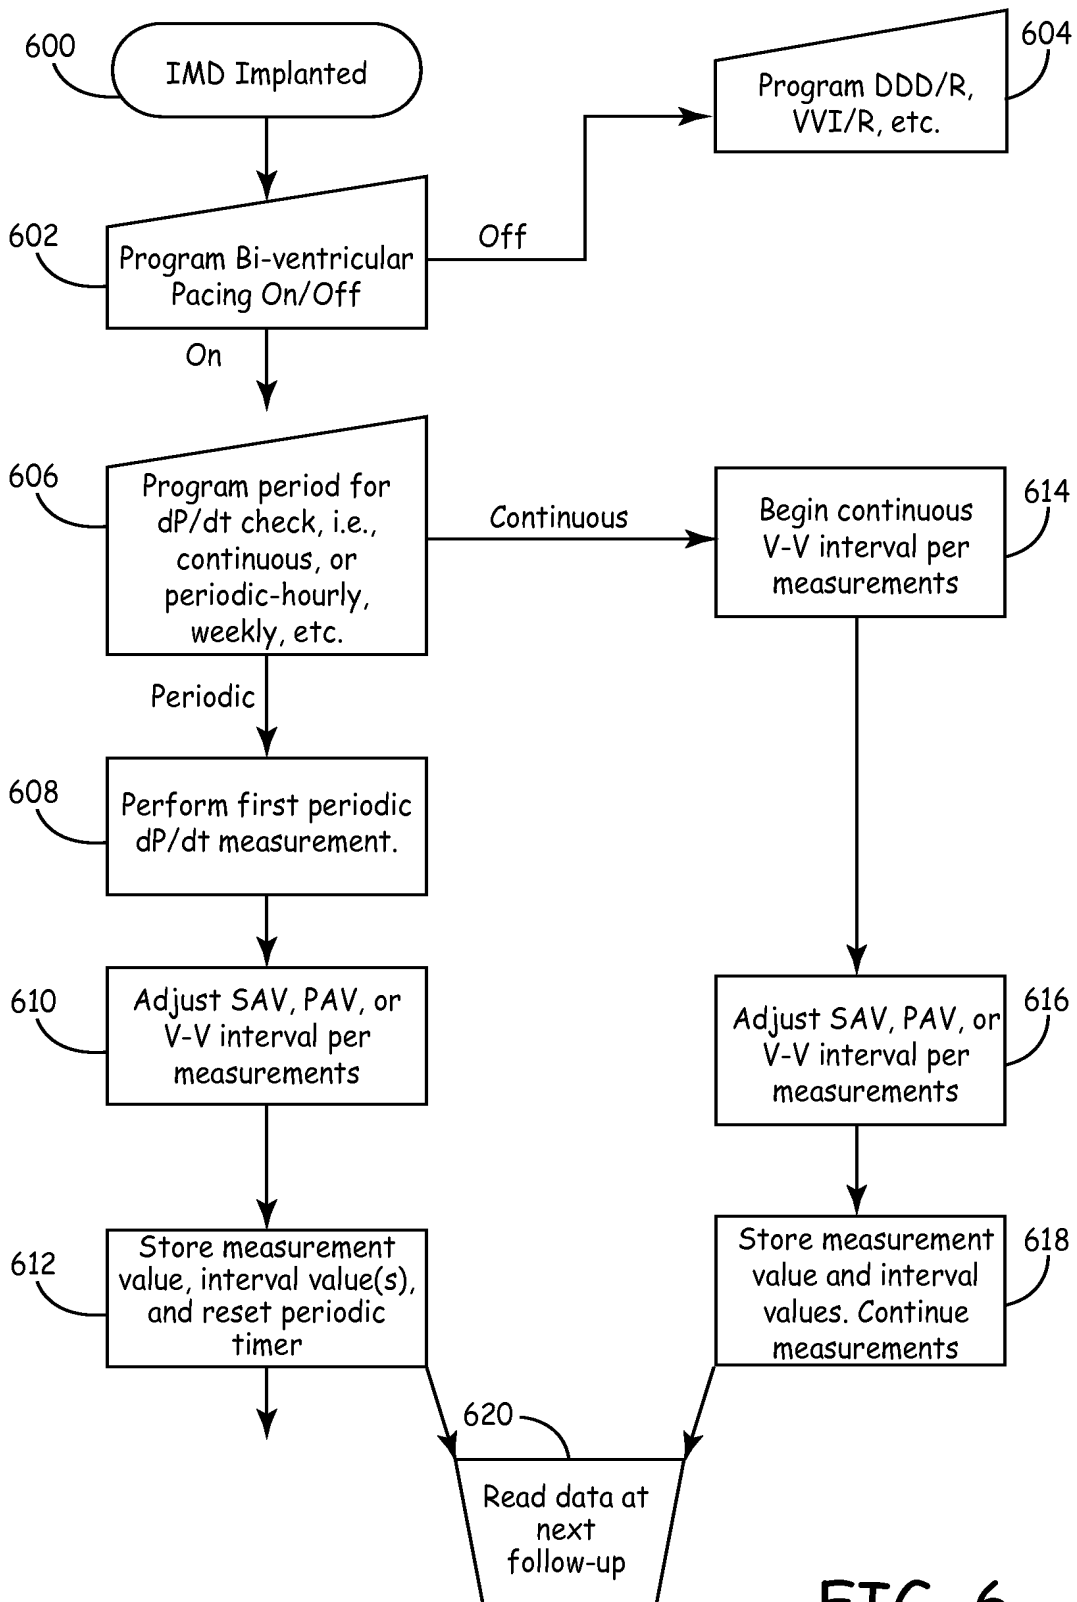 600
IMD Implanted
604
Program DDD/R,
VVI/R, etc.
602
Program Bi-ventricular
Pacing On/Off
Off
On
606
Program period for
dP/dt check, i.e.,
continuous, or
periodic-hourly,
weekly, etc.
Continuous
614
Begin continuous
V-V interval per
measurements
Periodic
608
Perform first periodic
dP/dt measurement.
610
Adjust SAV, PAV, or
V-V interval per
measurements
616
Adjust SAV, PAV, or
V-V interval per
measurements
612
Store measurement
value, interval value(s),
and reset periodic
timer
618
Store measurement
value and interval
values. Continue
measurements
620
Read data at
next
follow-up
FIG. 6